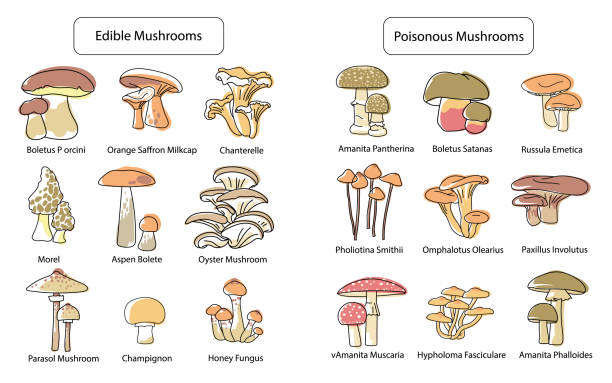 Edible Mushrooms
Boletus P orcini
Orange Saffron Milkcap
Chanterelle
Morel
Aspen Bolete
Oyster Mushroom
Parasol Mushroom
Champignon
Honey Fungus
Poisonous Mushrooms
Amanita Pantherina
Boletus Satanas
Russula Emetica
Pholiotina Smithii
Omphalotus Olearius
Paxillus Involutus
vAmanita Muscaria
Hypholoma Fasciculare
Amanita Phalloides